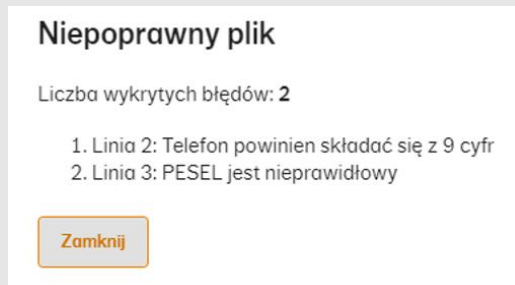 Niepoprawny plik
Liczba wykrytych błędów: 2
1. Linia 2: Telefon powinien składać się z 9 cyfr
2. Linia 3: PESEL jest nieprawidłowy
Zamknij